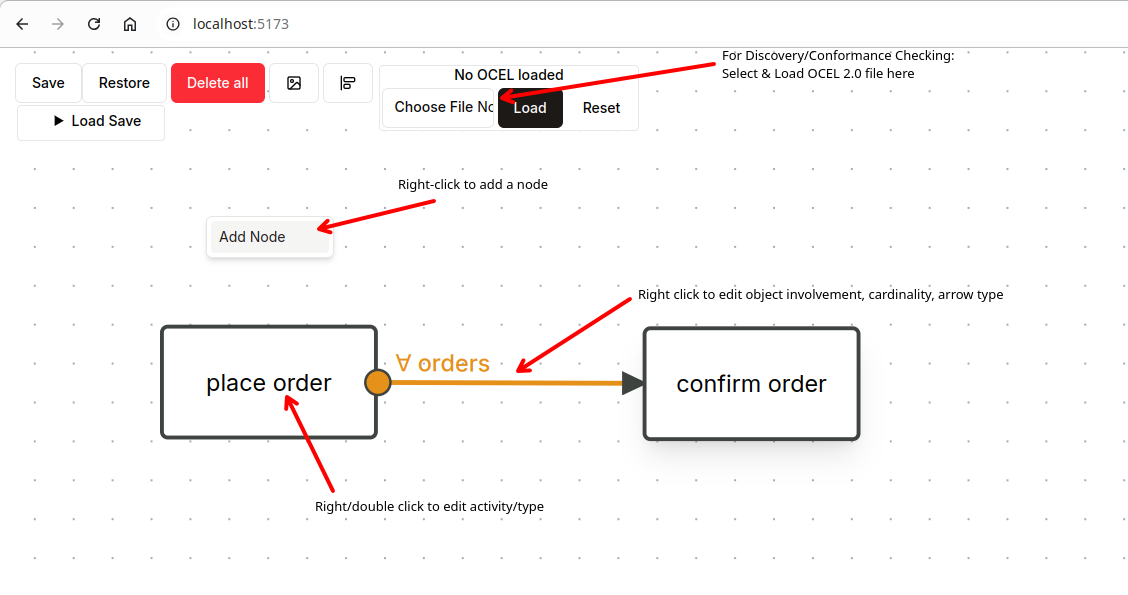 localhost:5173
For Discovery/Conformance Checking:
Select & Load OCEL 2.0 file here
Save
Restore
Delete all
No OCEL loaded
Choose File No
Load
Reset
Load Save
Right-click to add a node
Add Node
Right click to edit object involvement, cardinality, arrow type
∀ orders
place order
confirm order
Right/double click to edit activity/type